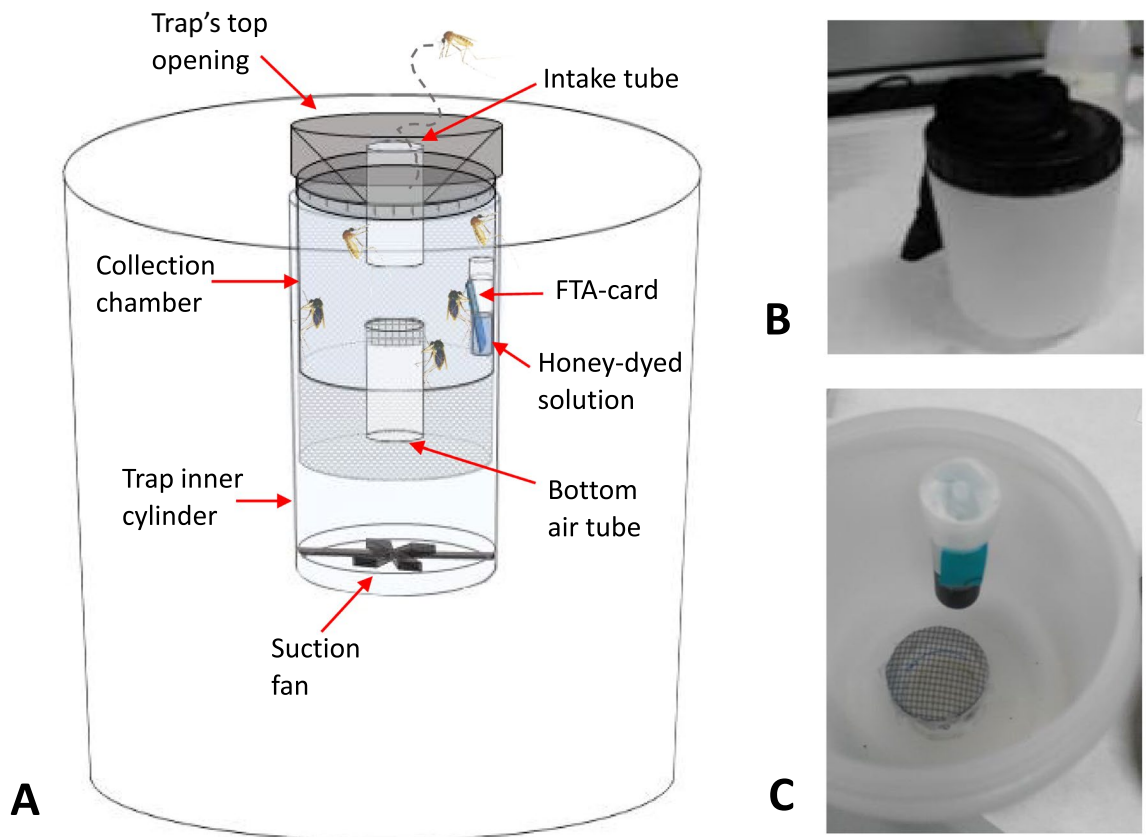 Trap's top
opening
Intake tube
Collection
chamber
FTA-card
Honey-dyed
solution
Trap inner
cylinder
Bottom
air tube
Suction
fan
A
B
C